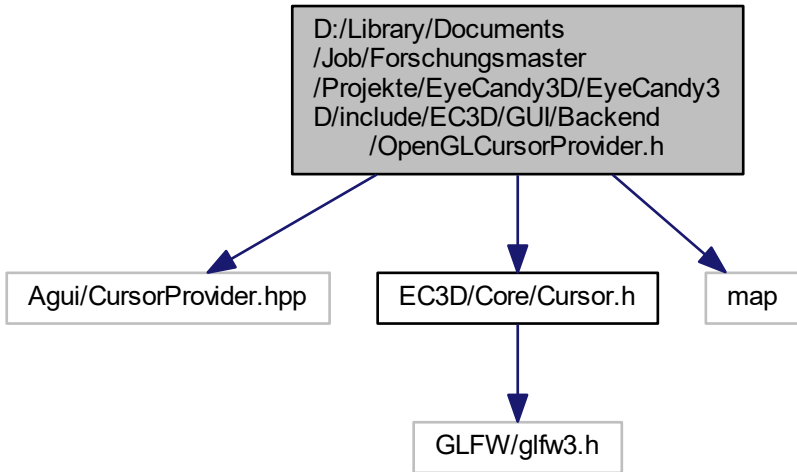 D:/Library/Documents
/Job/Forschungsmaster
/Projekte/EyeCandy3D/EyeCandy3
D/include/EC3D/GUI/Backend
/OpenGLCursorProvider.h
Agui/CursorProvider.hpp
EC3D/Core/Cursor.h
map
GLFW/glfw3.h